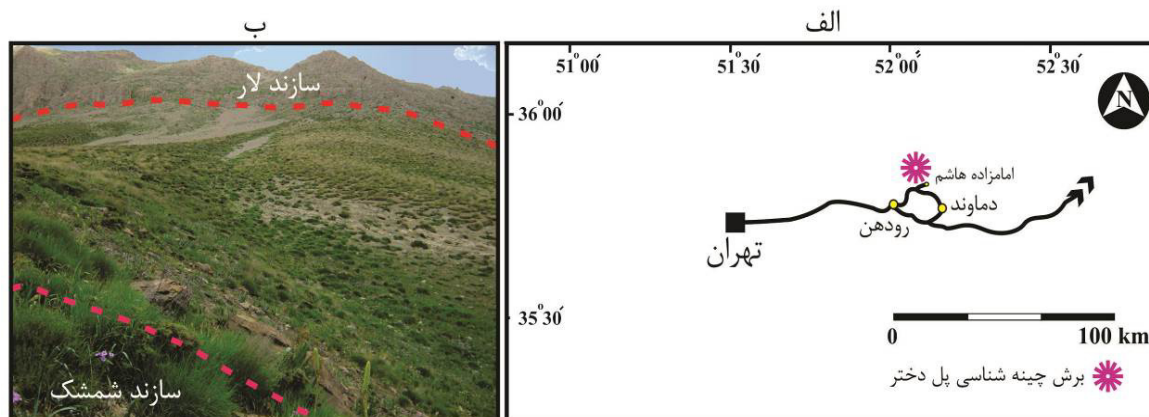 الف
51°00′
51°30′
52°00′
52°30′
36°00′
35°30′
N
امامزاده هاشم
دماوند
رودهن
تهران
0
100 km
برش چینه شناسی پل دختر
ب
سازند لار
سازند شمشک